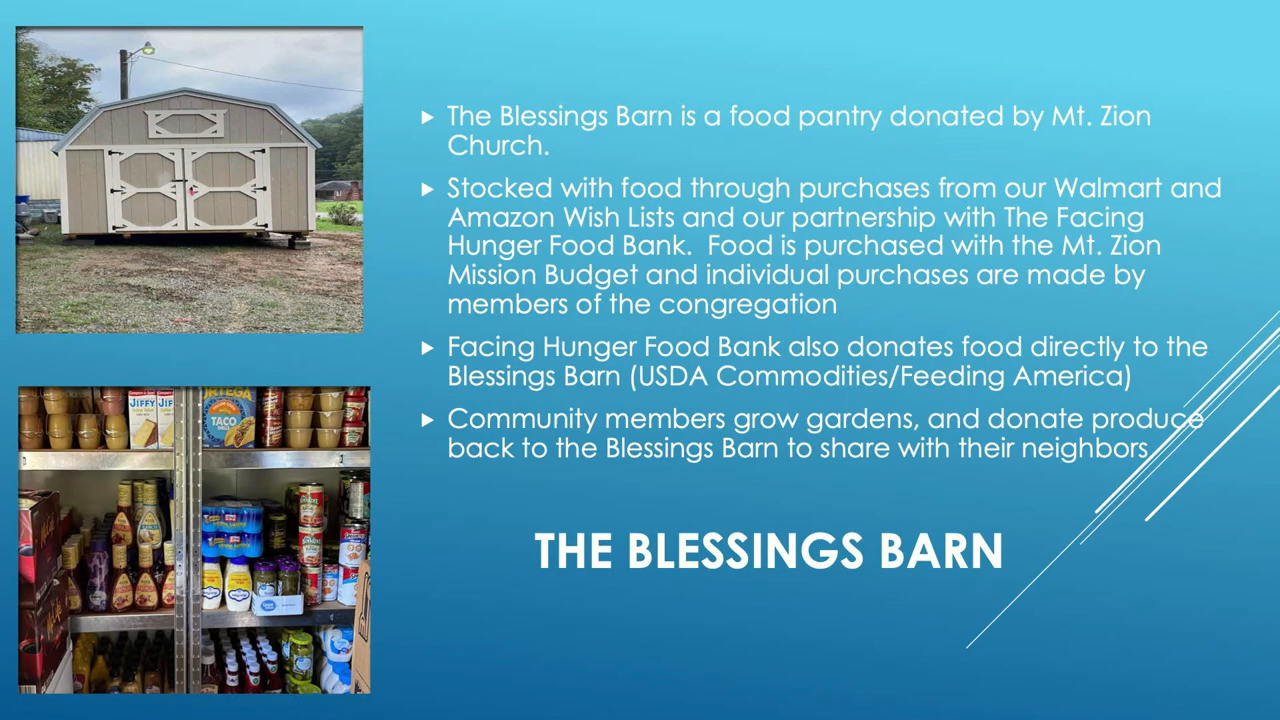 ▸ The Blessings Barn is a food pantry donated by Mt. Zion
Church.
▸ Stocked with food through purchases from our Walmart and
Amazon Wish Lists and our partnership with The Facing
Hunger Food Bank.  Food is purchased with the Mt. Zion
Mission Budget and individual purchases are made by
members of the congregation
▸ Facing Hunger Food Bank also donates food directly to the
Blessings Barn (USDA Commodities/Feeding America)
▸ Community members grow gardens, and donate produce
back to the Blessings Barn to share with their neighbors
THE BLESSINGS BARN
JIFFY
JIF
ORTEGA
TACO